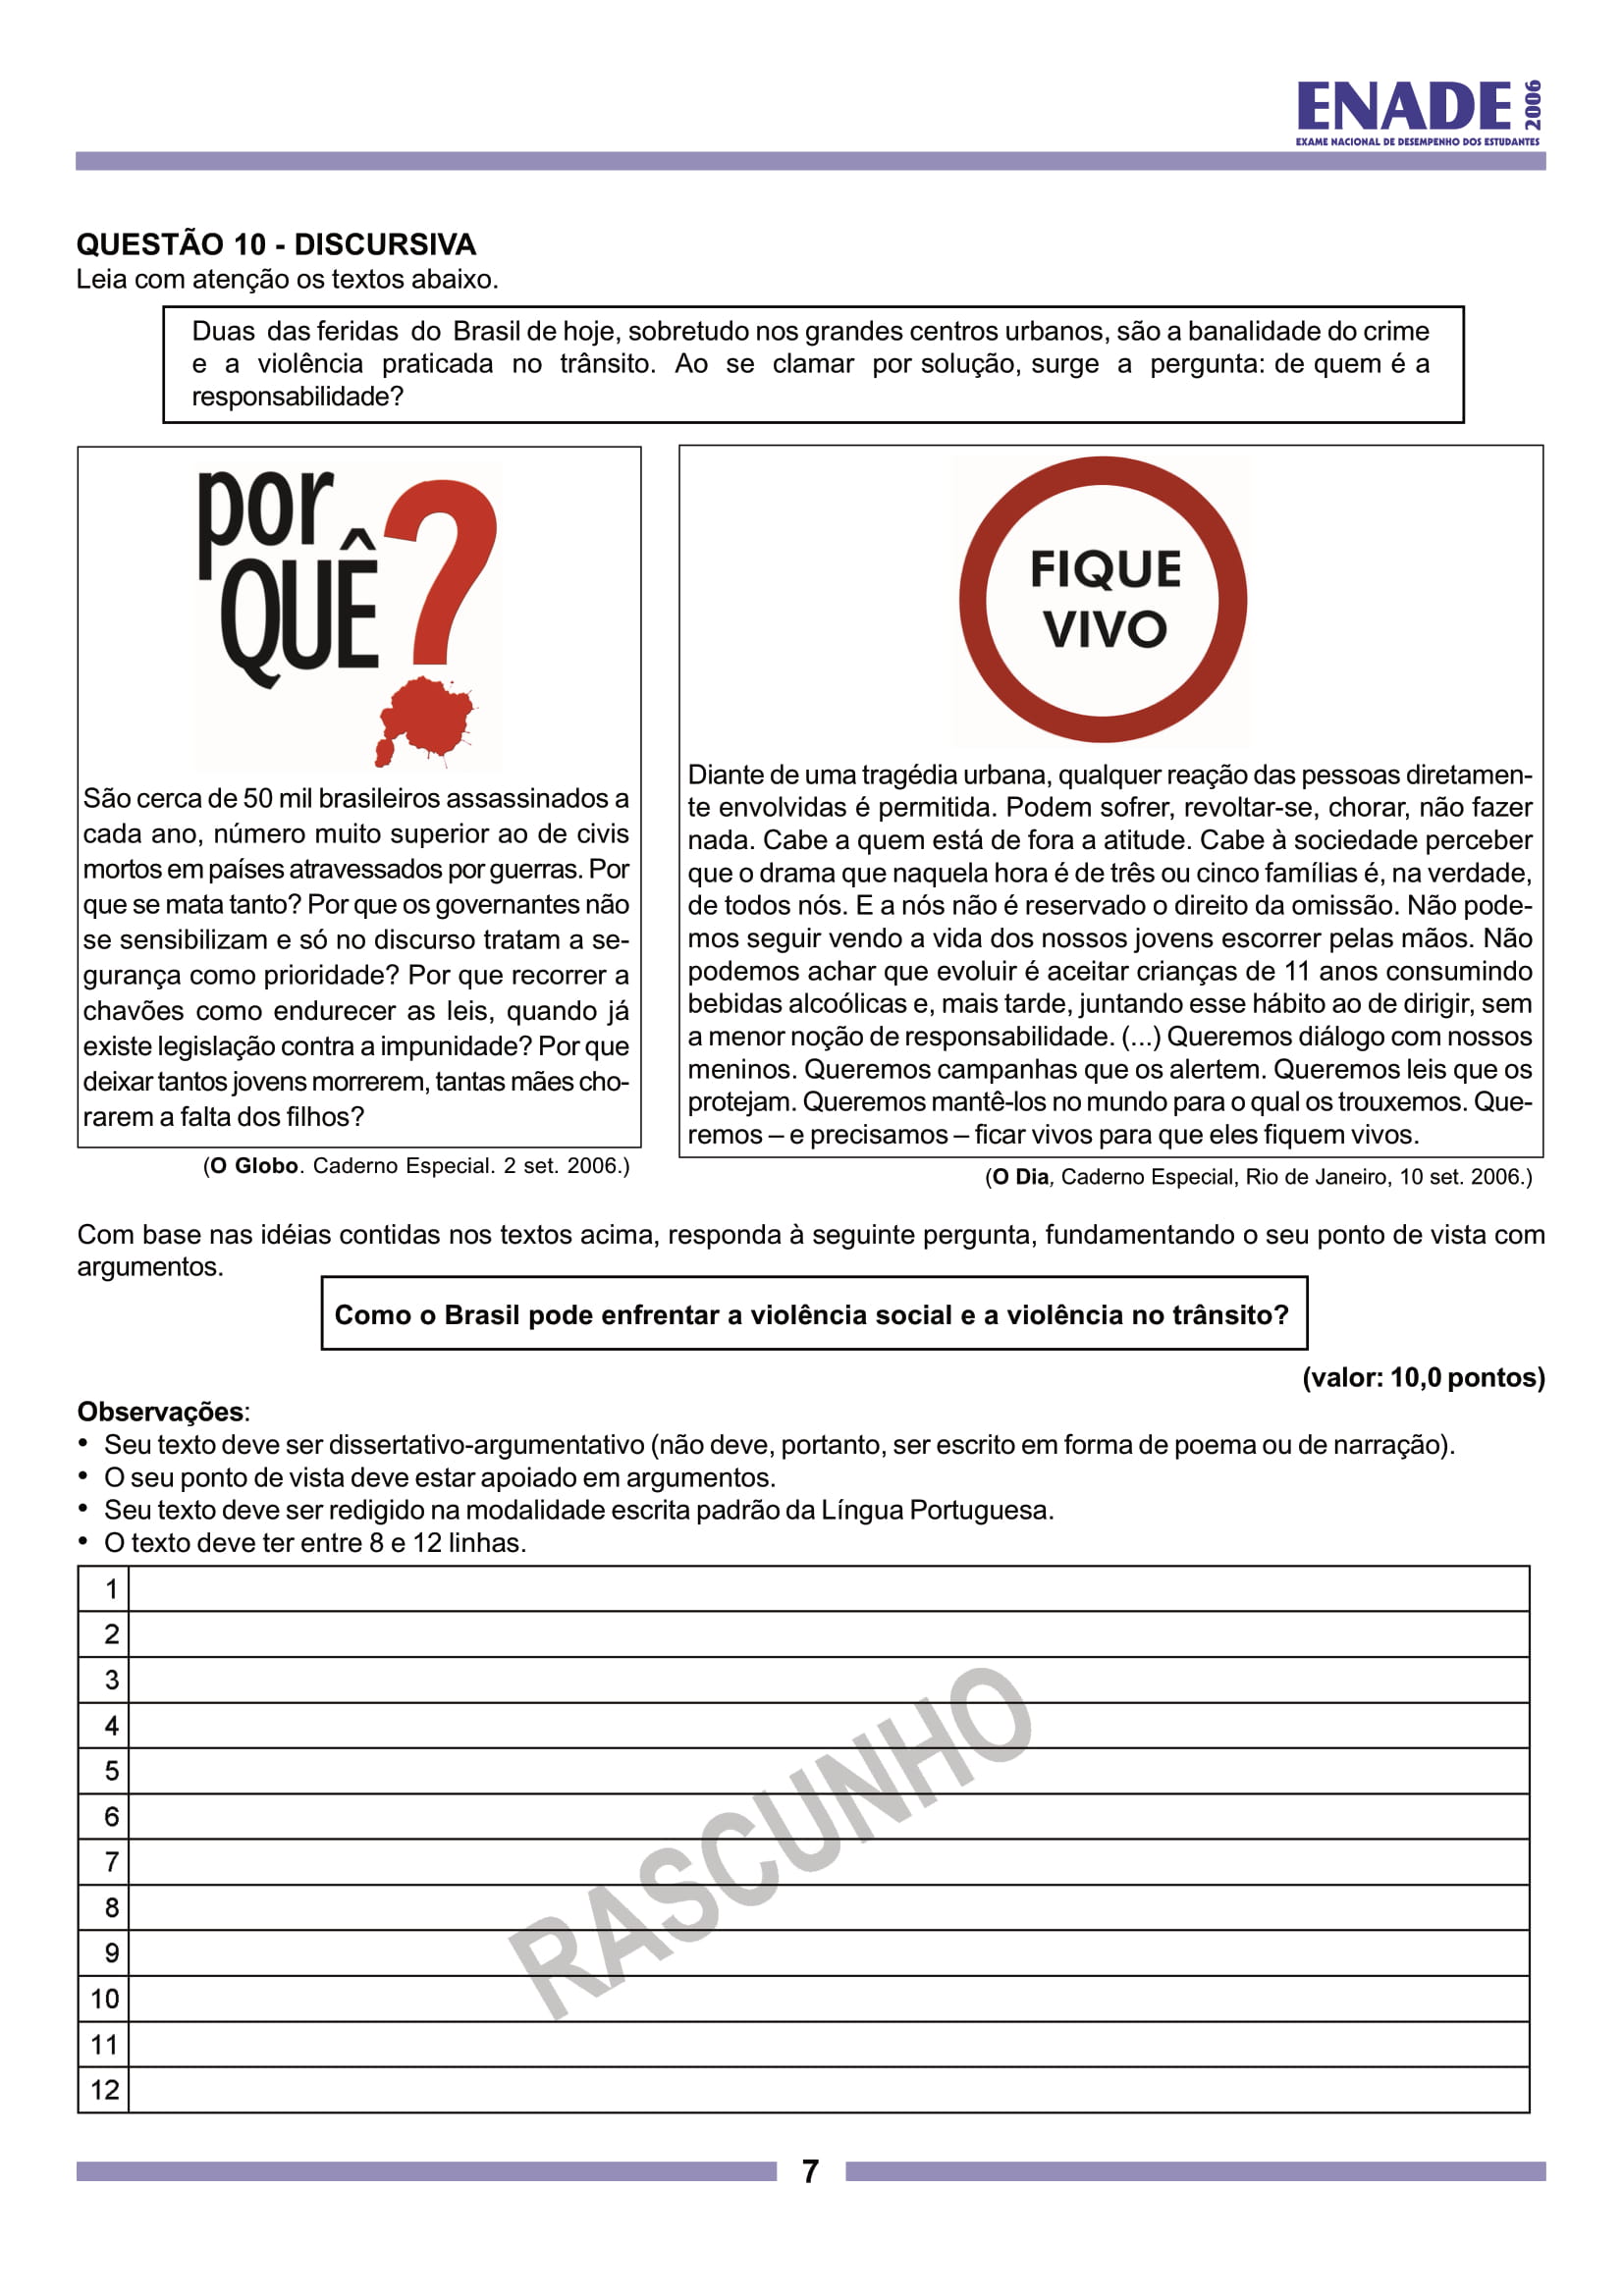 ENADE 2006
EXAME NACIONAL DE DESEMPENHO DOS ESTUDANTES
QUESTÃO 10 - DISCURSIVA
Leia com atenção os textos abaixo.
Duas das feridas do Brasil de hoje, sobretudo nos grandes centros urbanos, são a banalidade do crime
e a violência praticada no trânsito. Ao se clamar por solução, surge a pergunta: de quem é a
responsabilidade?
por
QUÊ?
São cerca de 50 mil brasileiros assassinados a
cada ano, número muito superior ao de civis
mortos em países atravessados por guerras. Por
que se mata tanto? Por que os governantes não
se sensibilizam e só no discurso tratam a se-
gurança como prioridade? Por que recorrer a
chavões como endurecer as leis, quando já
existe legislação contra a impunidade? Por que
deixar tantos jovens morrerem, tantas mães cho-
rarem a falta dos filhos?
(O Globo. Caderno Especial. 2 set. 2006.)
FIQUE
VIVO
Diante de uma tragédia urbana, qualquer reação das pessoas diretamen-
te envolvidas é permitida. Podem sofrer, revoltar-se, chorar, não fazer
nada. Cabe a quem está de fora a atitude. Cabe à sociedade perceber
que o drama que naquela hora é de três ou cinco famílias é, na verdade,
de todos nós. E a nós não é reservado o direito da omissão. Não pode-
mos seguir vendo a vida dos nossos jovens escorrer pelas mãos. Não
podemos achar que evoluir é aceitar crianças de 11 anos consumindo
bebidas alcoólicas e, mais tarde, juntando esse hábito ao de dirigir, sem
a menor noção de responsabilidade. (...) Queremos diálogo com nossos
meninos. Queremos campanhas que os alertem. Queremos leis que os
protejam. Queremos mantê-los no mundo para o qual os trouxemos. Que-
remos – e precisamos – ficar vivos para que eles fiquem vivos.
(O Dia, Caderno Especial, Rio de Janeiro, 10 set. 2006.)
Com base nas idéias contidas nos textos acima, responda à seguinte pergunta, fundamentando o seu ponto de vista com
argumentos.
Como o Brasil pode enfrentar a violência social e a violência no trânsito?
(valor: 10,0 pontos)
Observações:
• Seu texto deve ser dissertativo-argumentativo (não deve, portanto, ser escrito em forma de poema ou de narração).
• O seu ponto de vista deve estar apoiado em argumentos.
• Seu texto deve ser redigido na modalidade escrita padrão da Língua Portuguesa.
• O texto deve ter entre 8 e 12 linhas.
1
2
3
4
5
6
7
8
9
10
11
12
RASCUNHO
7